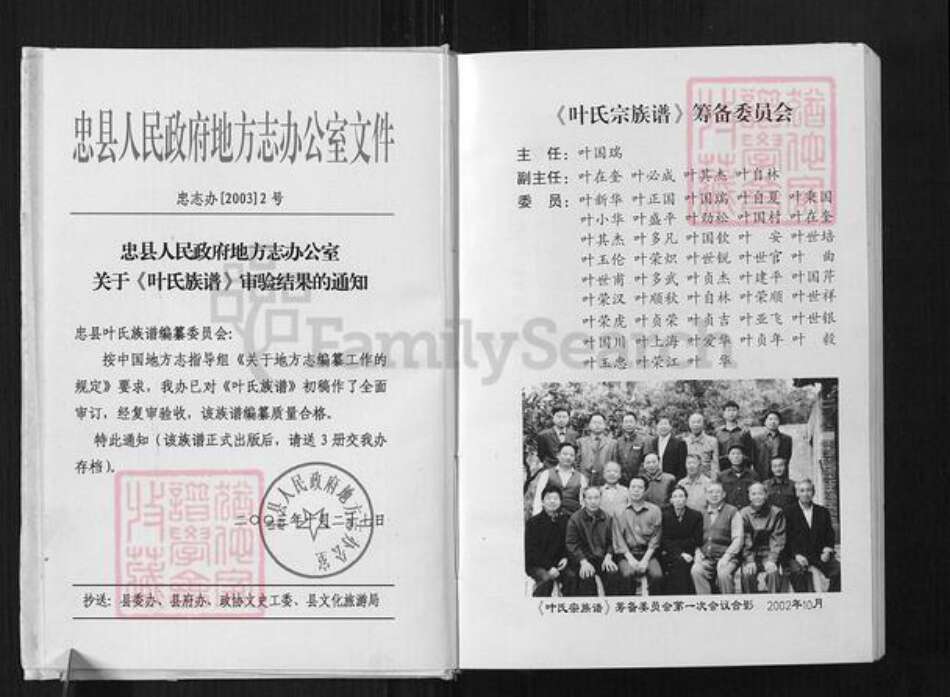 忠县人民政府地方志办公室文件
忠志办[2003]2号
忠县人民政府地方志办公室
关于《叶氏族谱》审验结果的通知
忠县叶氏族谱编纂委员会:
按中国地方志指导组《关于地方志编纂工作的
规定》要求，我办已对《叶氏族谱》初稿作了全面
审订，经复审验收，该族谱编纂质量合格。
特此通知（该族谱正式出版后，请送3册交我办
存档）。
抄送：县委办、县府办、政协文史工委、县文化旅游局
《叶氏宗族谱》筹备委员会
主 任：叶国瑞
副主任：叶在奎 叶必成 叶其杰 叶自林
委 员：叶新华 叶正国 叶国瑞 叶自夏 叶秉国
叶小华 叶盛平 叶劲松 叶国村 叶在奎
叶其杰 叶多凡 叶国钦 叶 安 叶世培
叶玉伦 叶荣炽 叶世锐 叶世官 叶 曲
叶世甫 叶多武 叶贞杰 叶建平 叶国芹
叶荣汉 叶顺秋 叶自林 叶荣顺 叶世祥
叶荣虎 叶贞荣 叶贞吉 叶亚飞 叶世银
叶国川 叶上海 叶爱华 叶贞年 叶 毅
叶玉忠 叶荣江 叶 华
《叶氏宗族谱》筹备委员会第一次会议合影 2002年10月
FamilySearch